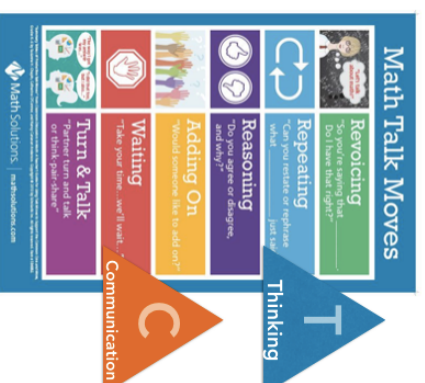 Math Talk Moves
Revoicing
"So you're saying that
Do I have that right?"
Repeating
"Can you restate or rephrase
what just sa
Reasoning
"Do you agree or disagree,
and why?"
Adding On
"Would someone like to add on?"
Waiting
"Take your time...we'll wait...
Turn & Talk
"Partner turn and talk
or think-pair-share"
Math Solutions. mathsolutions.com
T
Thinking
C
Communication